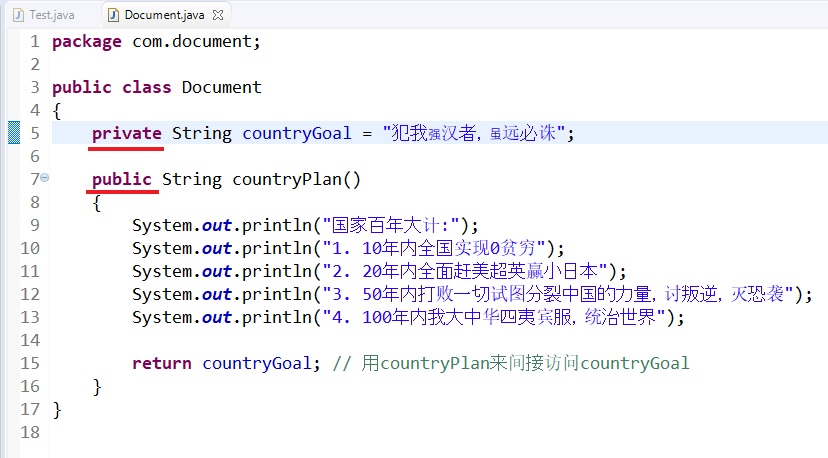 Test.java Document.java
1 package com.document;
2
3 public class Document
4 {
5 private String countryGoal = "犯我强汉者, 虽远必诛";
6
7 public String countryPlan()
8 {
9 System.out.println("国家百年大计:");
10 System.out.println("1. 10年内全国实现0贫穷");
11 System.out.println("2. 20年内全面赶美超英赢小日本");
12 System.out.println("3. 50年内打败一切试图分裂中国的力量, 讨叛逆, 灭恐袭");
13 System.out.println("4. 100年内我大中华四夷宾服, 统治世界");
14
15 return countryGoal; // 用countryPlan来间接访问countryGoal
16 }
17 }
18